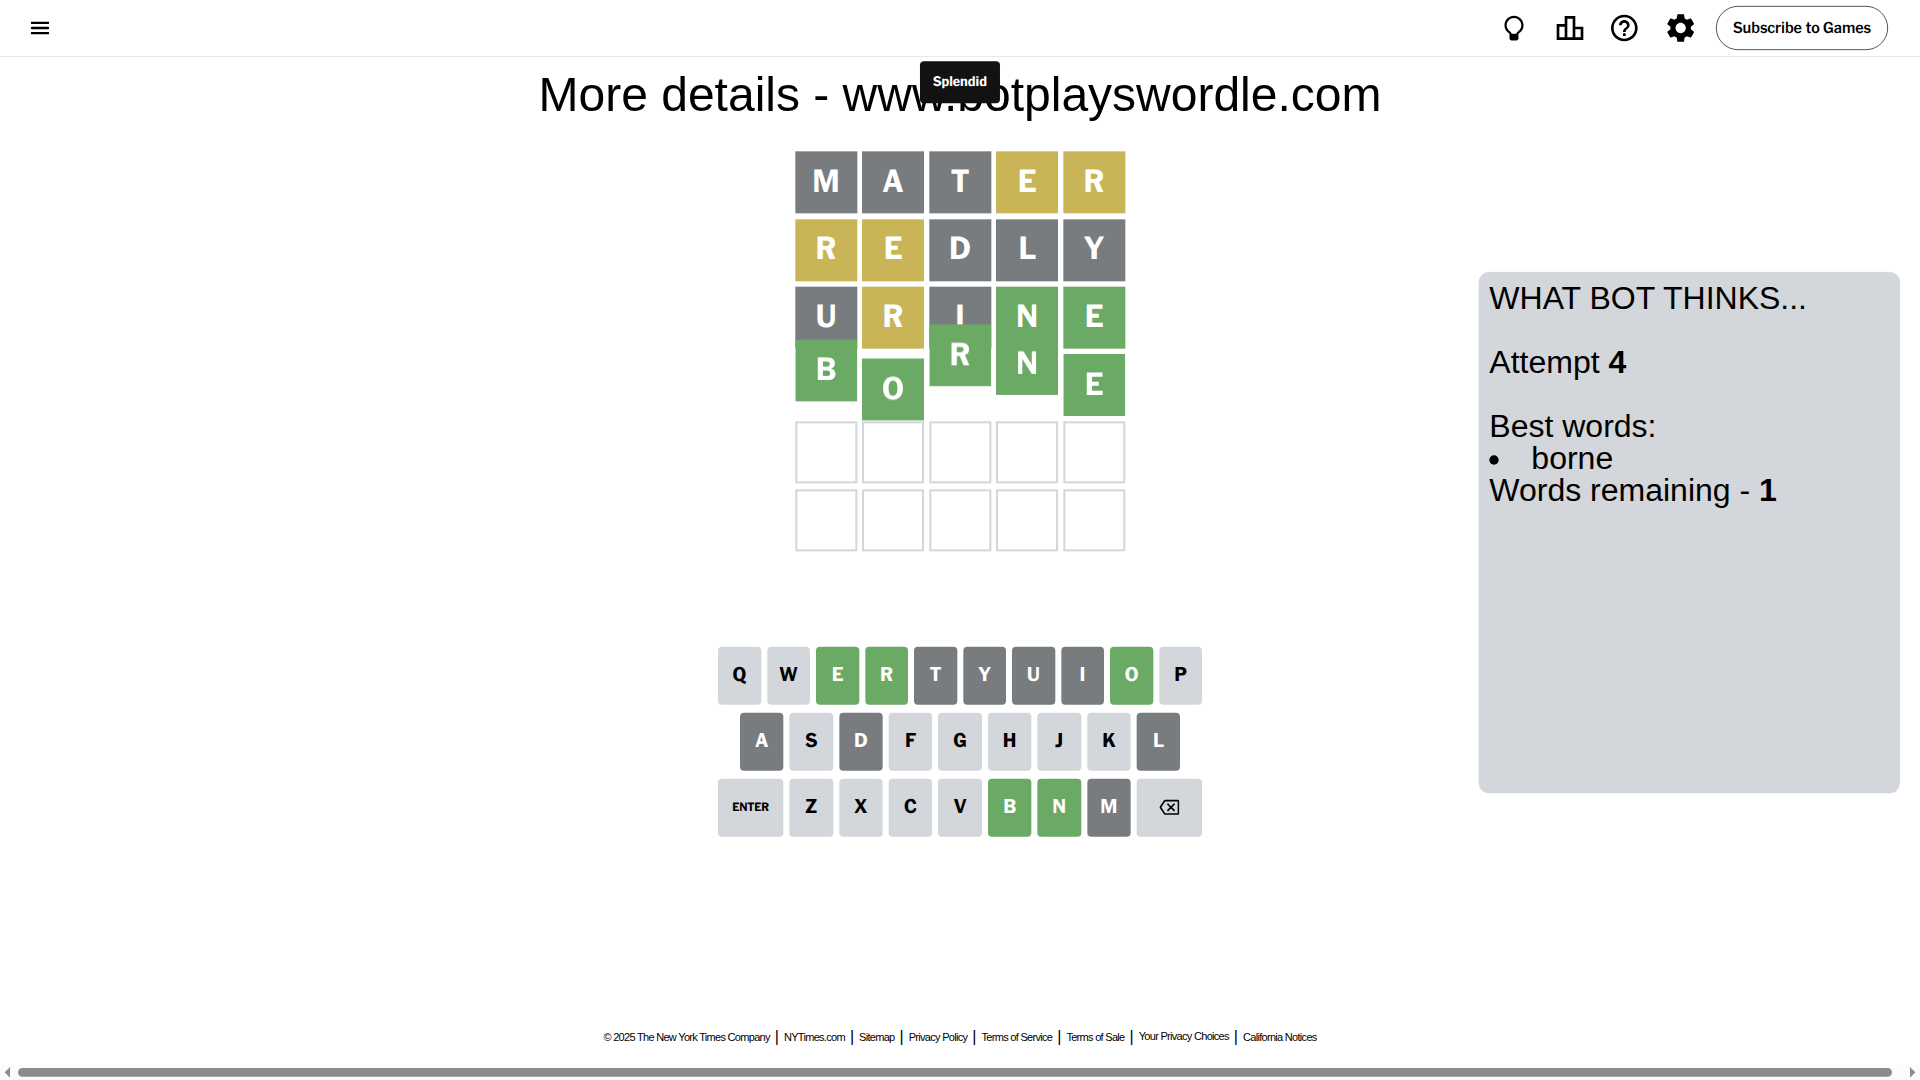 Subscribe to Games
Splendid
More details - www.botplayswordle.com
M A T E R
R E D L Y
U R I N E
B O R N E
WHAT BOT THINKS...
Attempt 4
Best words:
• borne
Words remaining - 1
Q W E R T Y U I O P
A S D F G H J K L
ENTER Z X C V B N M
© 2025 The New York Times Company | NYTimes.com | Sitemap | Privacy Policy | Terms of Service | Terms of Sale | Your Privacy Choices | California Notices